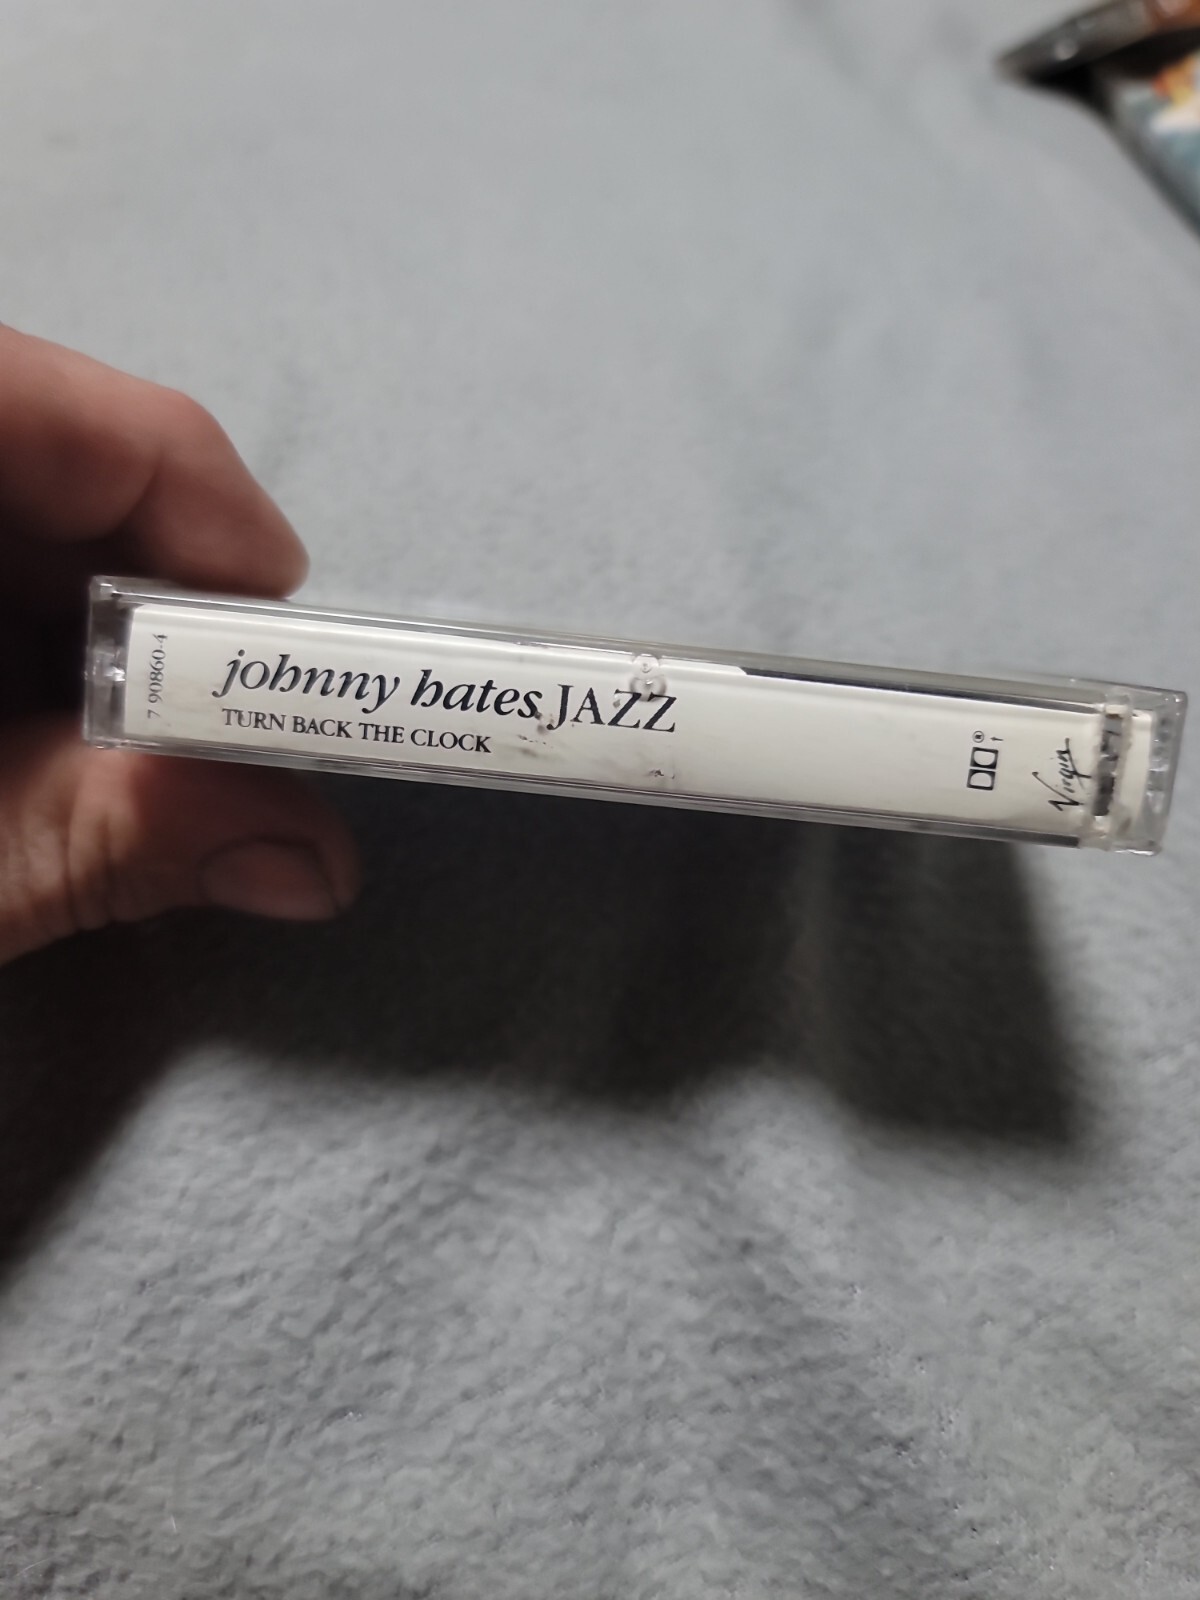 7 90860-4
johnny hates JAZZ
TURN BACK THE CLOCK
Virgin